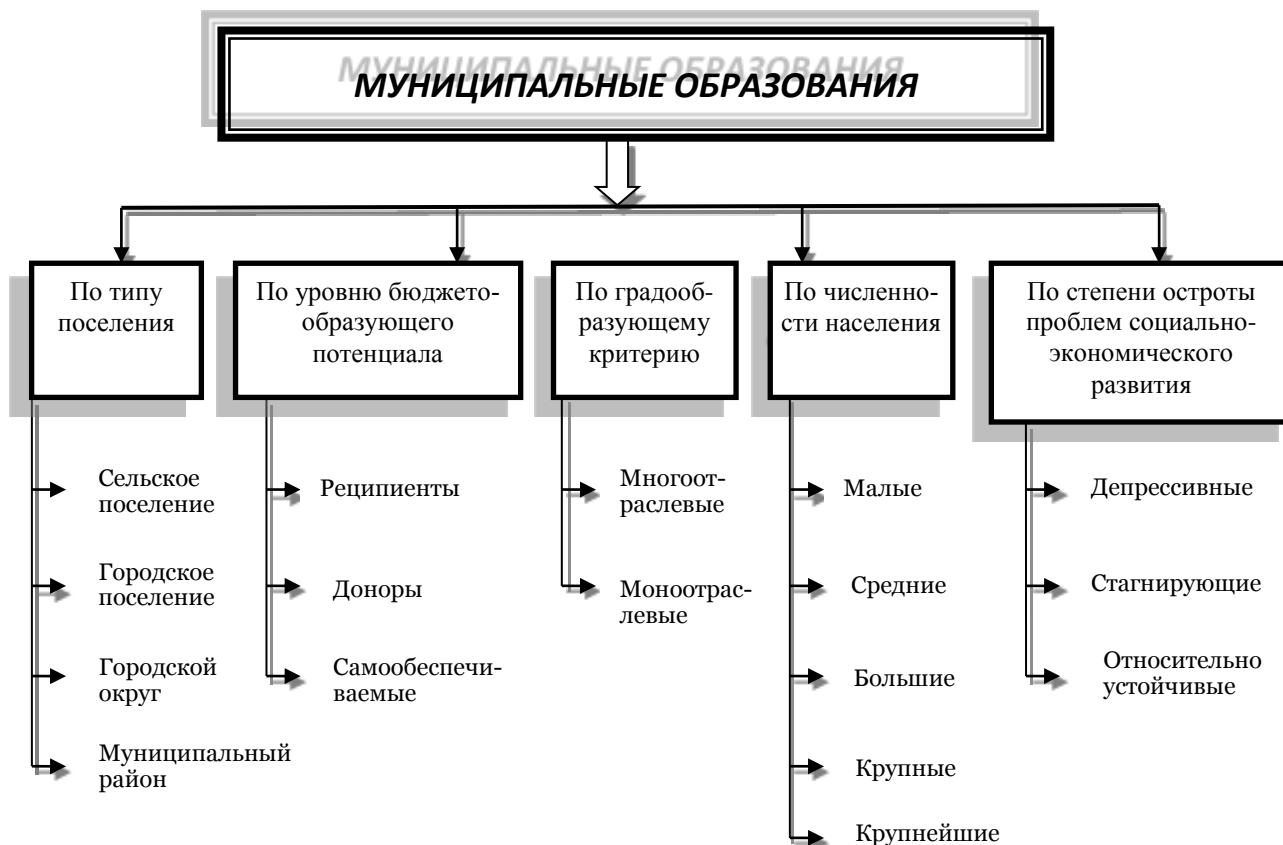 МУНИЦИПАЛЬНЫЕ ОБРАЗОВАНИЯ
По типу
поселения
Сельское
поселение
Городское
поселение
Городской
округ
Муниципальный
район
По уровню бюджето-
образующего
потенциала
Реципиенты
Доноры
Самообеспечи-
ваемые
По градооб-
разующему
критерию
Многоот-
раслевые
Моноотрас-
левые
По численно-
сти населения
Малые
Средние
Большие
Крупные
Крупнейшие
По степени остроты
проблем социально-
экономического
развития
Депрессивные
Стагнирующие
Относительно
устойчивые